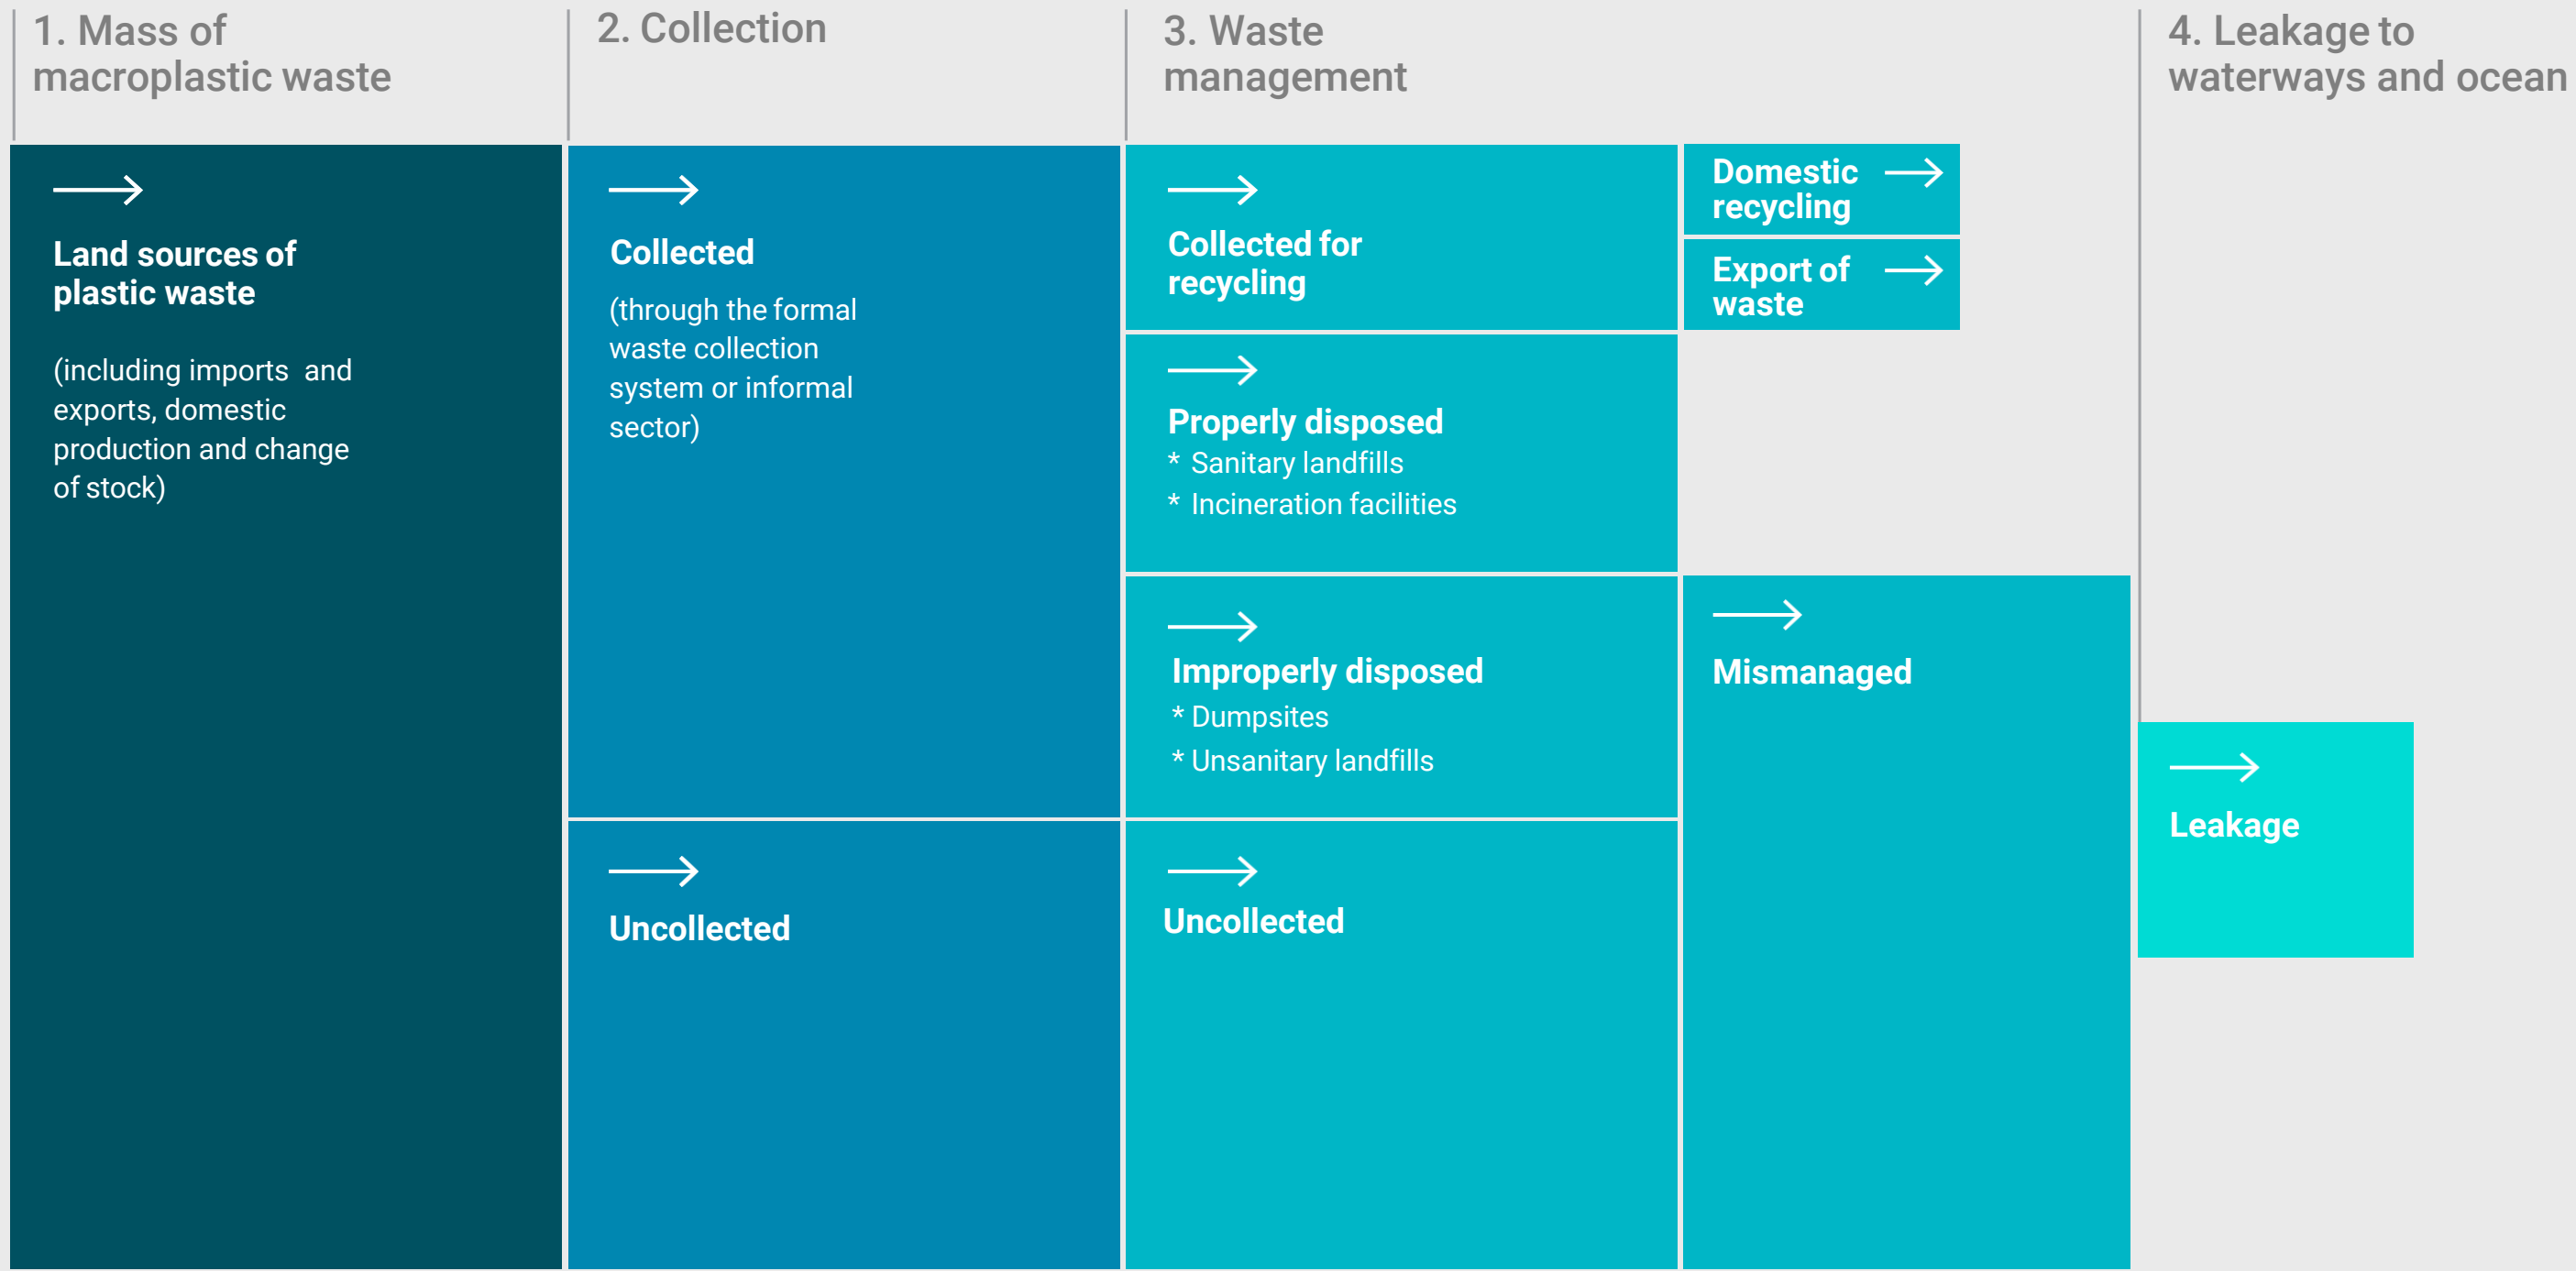 1. Mass of
macroplastic waste
2. Collection
3. Waste
management
4. Leakage to
waterways and ocean
Land sources of
plastic waste
(including imports and
exports, domestic
production and change
of stock)
Collected
(through the formal
waste collection
system or informal
sector)
Uncollected
Collected for
recycling
Domestic
recycling
Export of
waste
Properly disposed
* Sanitary landfills
* Incineration facilities
Improperly disposed
* Dumpsites
* Unsanitary landfills
Uncollected
Mismanaged
Leakage